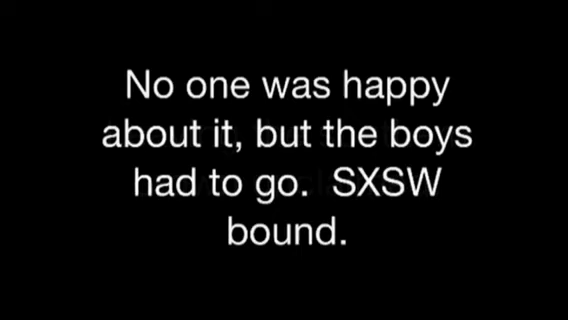 No one was happy
about it, but the boys
had to go.  SXSW
bound.